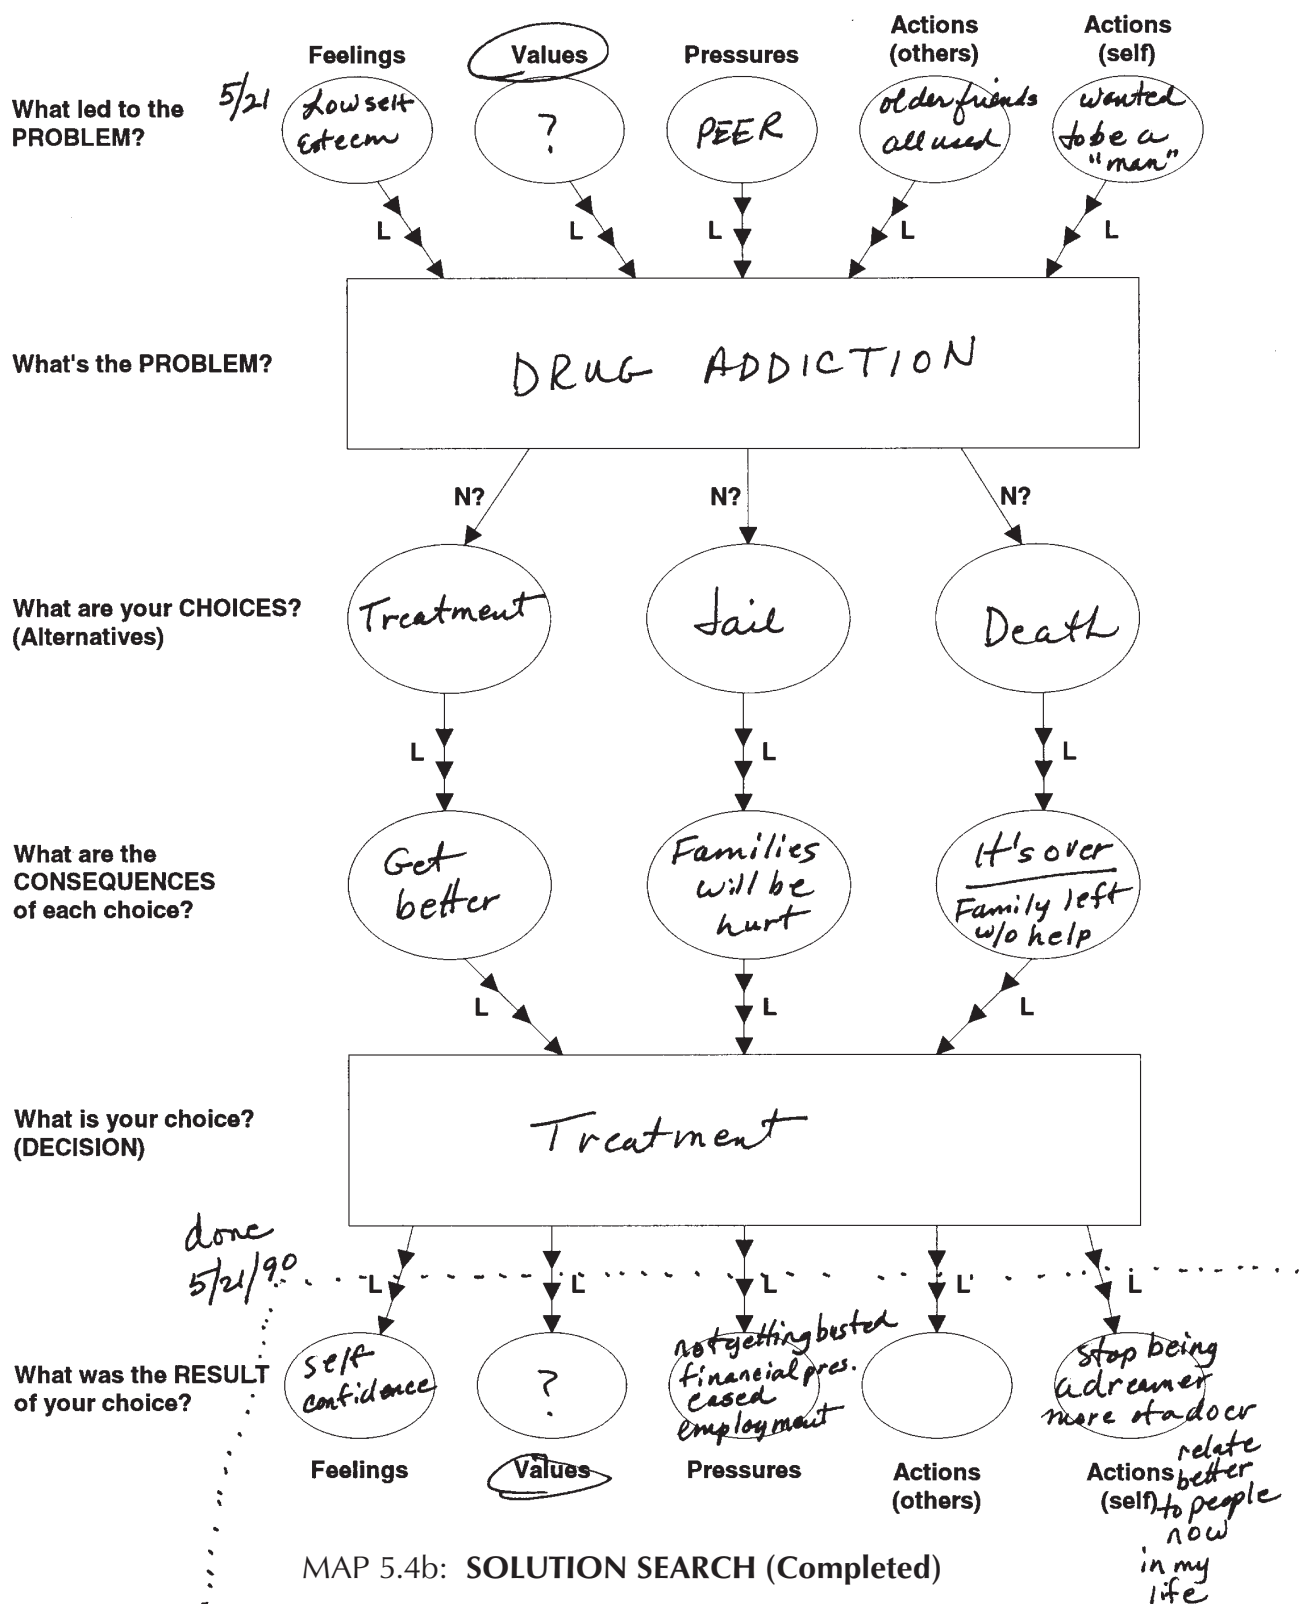 Feelings
Values
Pressures
Actions
(others)
Actions
(self)
What led to the
PROBLEM?
5/21
Low self
Esteem
?
PEER
older friends
all used
wanted
to be a
"man"
L
L
L
L
L
What's the PROBLEM?
DRUG ADDICTION
N?
N?
N?
What are your CHOICES?
(Alternatives)
Treatment
Jail
Death
L
L
L
What are the
CONSEQUENCES
of each choice?
Get
better
Families
will be
hurt
It's over
Family left
w/o help
L
L
L
What is your choice?
(DECISION)
Treatment
done
5/21/90
L
L
L
L
L
What was the RESULT
of your choice?
self
confidence
?
not getting busted
financial pres.
eased
employment
stop being
a dreamer
more of a doer
relate
better
to people
now
in my
life
Feelings
Values
Pressures
Actions
(others)
Actions
(self)
MAP 5.4b: SOLUTION SEARCH (Completed)